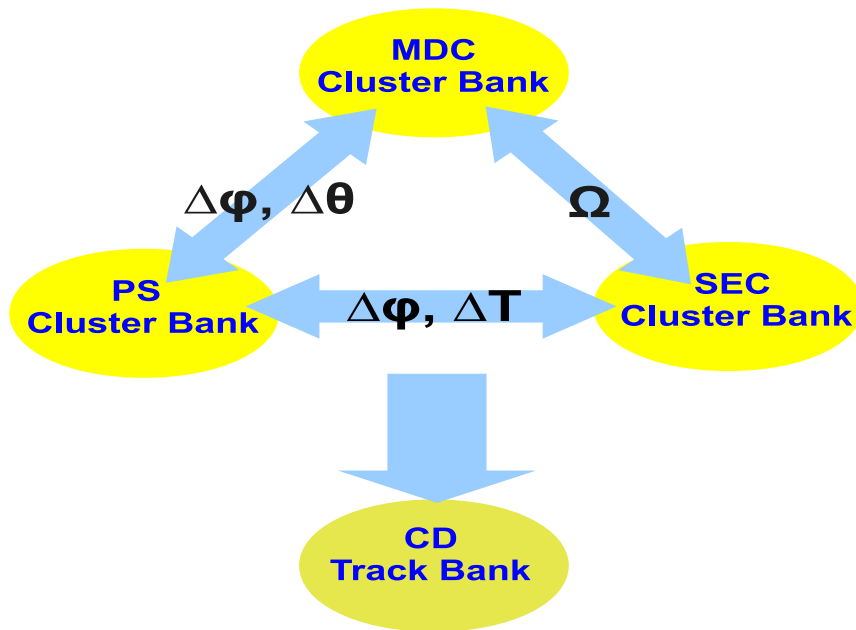 MDC
Cluster Bank
Δφ, Δθ
Ω
PS
Cluster Bank
Δφ, ΔT
SEC
Cluster Bank
CD
Track Bank